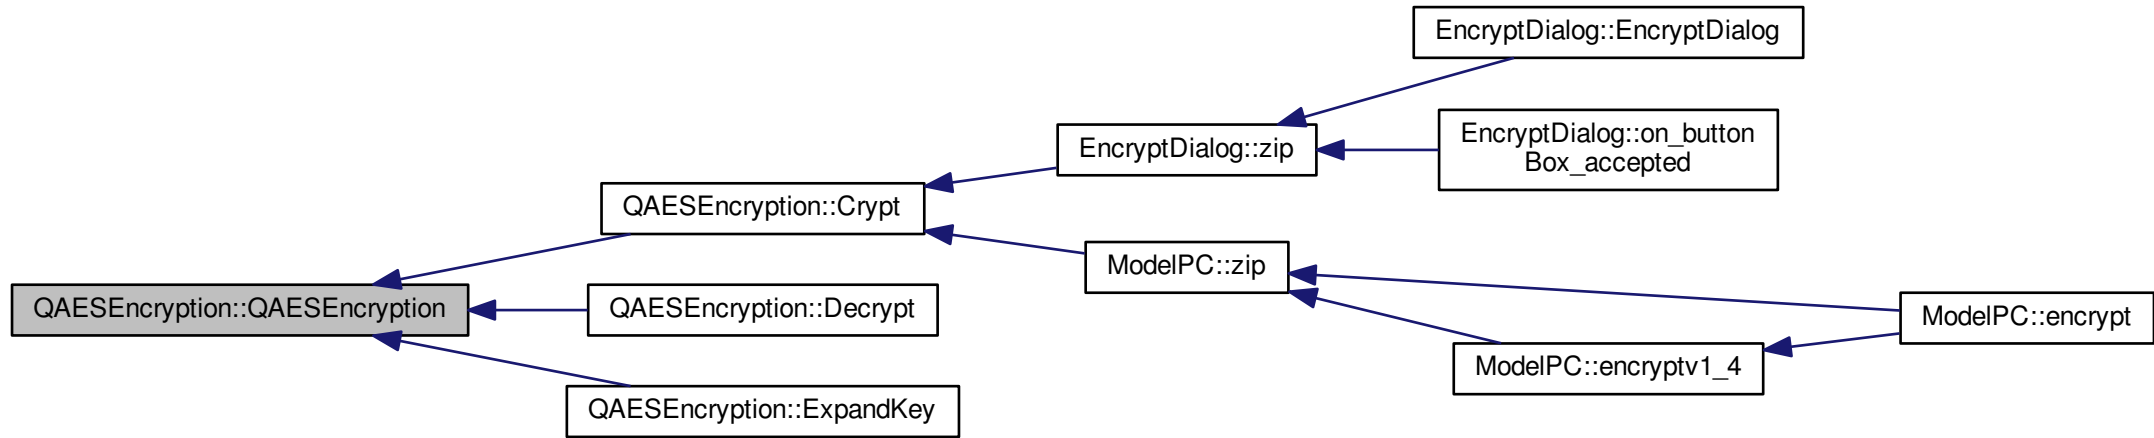 EncryptDialog::EncryptDialog
EncryptDialog::on_button
Box_accepted
EncryptDialog::zip
QAESEncryption::Crypt
ModelPC::zip
QAESEncryption::QAESEncryption
QAESEncryption::Decrypt
ModelPC::encrypt
ModelPC::encryptv1_4
QAESEncryption::ExpandKey